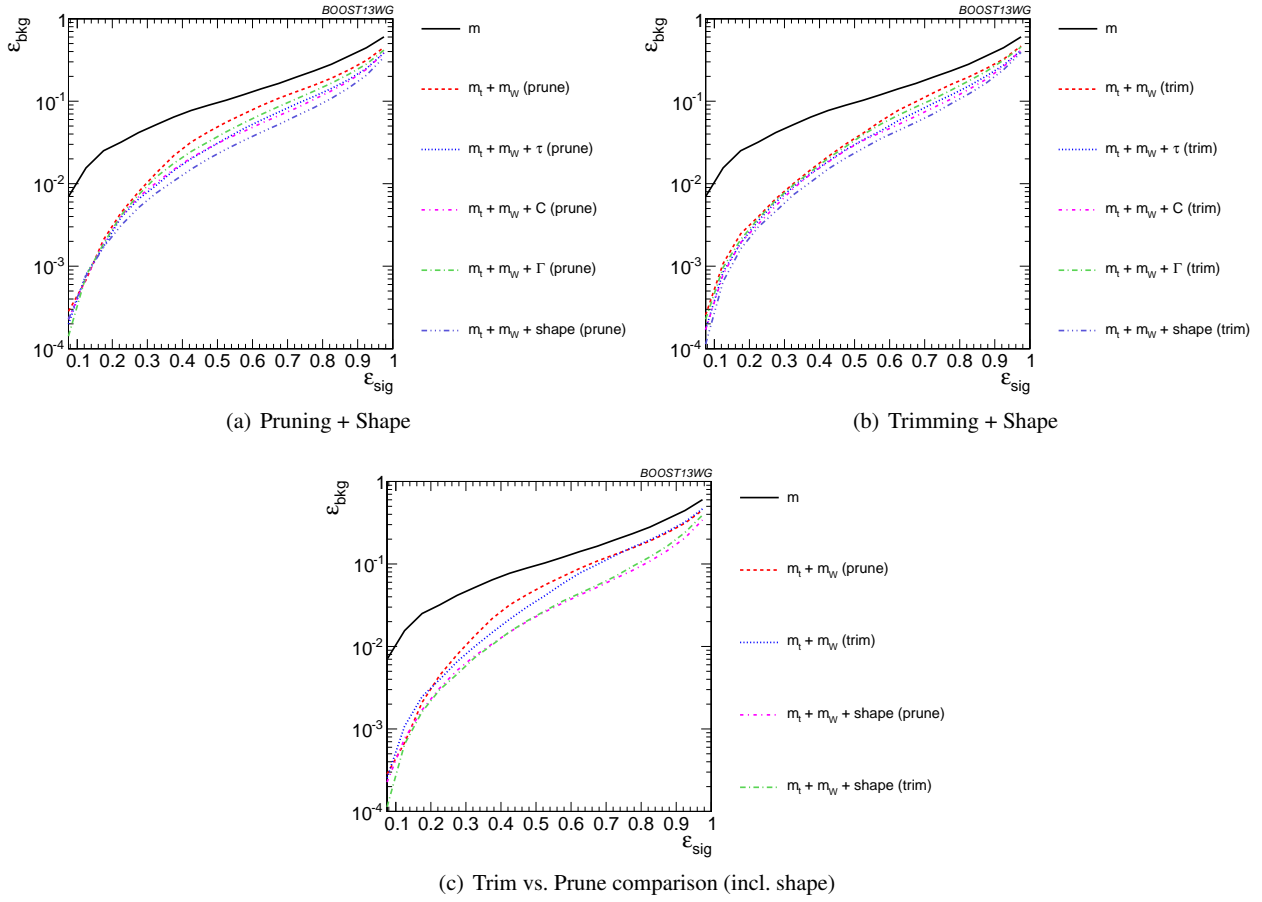 BOOST13WG
ε_bkg
1
10^-1
10^-2
10^-3
10^-4
0.1 0.2 0.3 0.4 0.5 0.6 0.7 0.8 0.9 1
ε_sig
m
m_t + m_W (prune)
m_t + m_W + τ (prune)
m_t + m_W + C (prune)
m_t + m_W + Γ (prune)
m_t + m_W + shape (prune)
(a) Pruning + Shape
BOOST13WG
ε_bkg
1
10^-1
10^-2
10^-3
10^-4
0.1 0.2 0.3 0.4 0.5 0.6 0.7 0.8 0.9 1
ε_sig
m
m_t + m_W (trim)
m_t + m_W + τ (trim)
m_t + m_W + C (trim)
m_t + m_W + Γ (trim)
m_t + m_W + shape (trim)
(b) Trimming + Shape
BOOST13WG
ε_bkg
1
10^-1
10^-2
10^-3
10^-4
0.1 0.2 0.3 0.4 0.5 0.6 0.7 0.8 0.9 1
ε_sig
m
m_t + m_W (prune)
m_t + m_W (trim)
m_t + m_W + shape (prune)
m_t + m_W + shape (trim)
(c) Trim vs. Prune comparison (incl. shape)